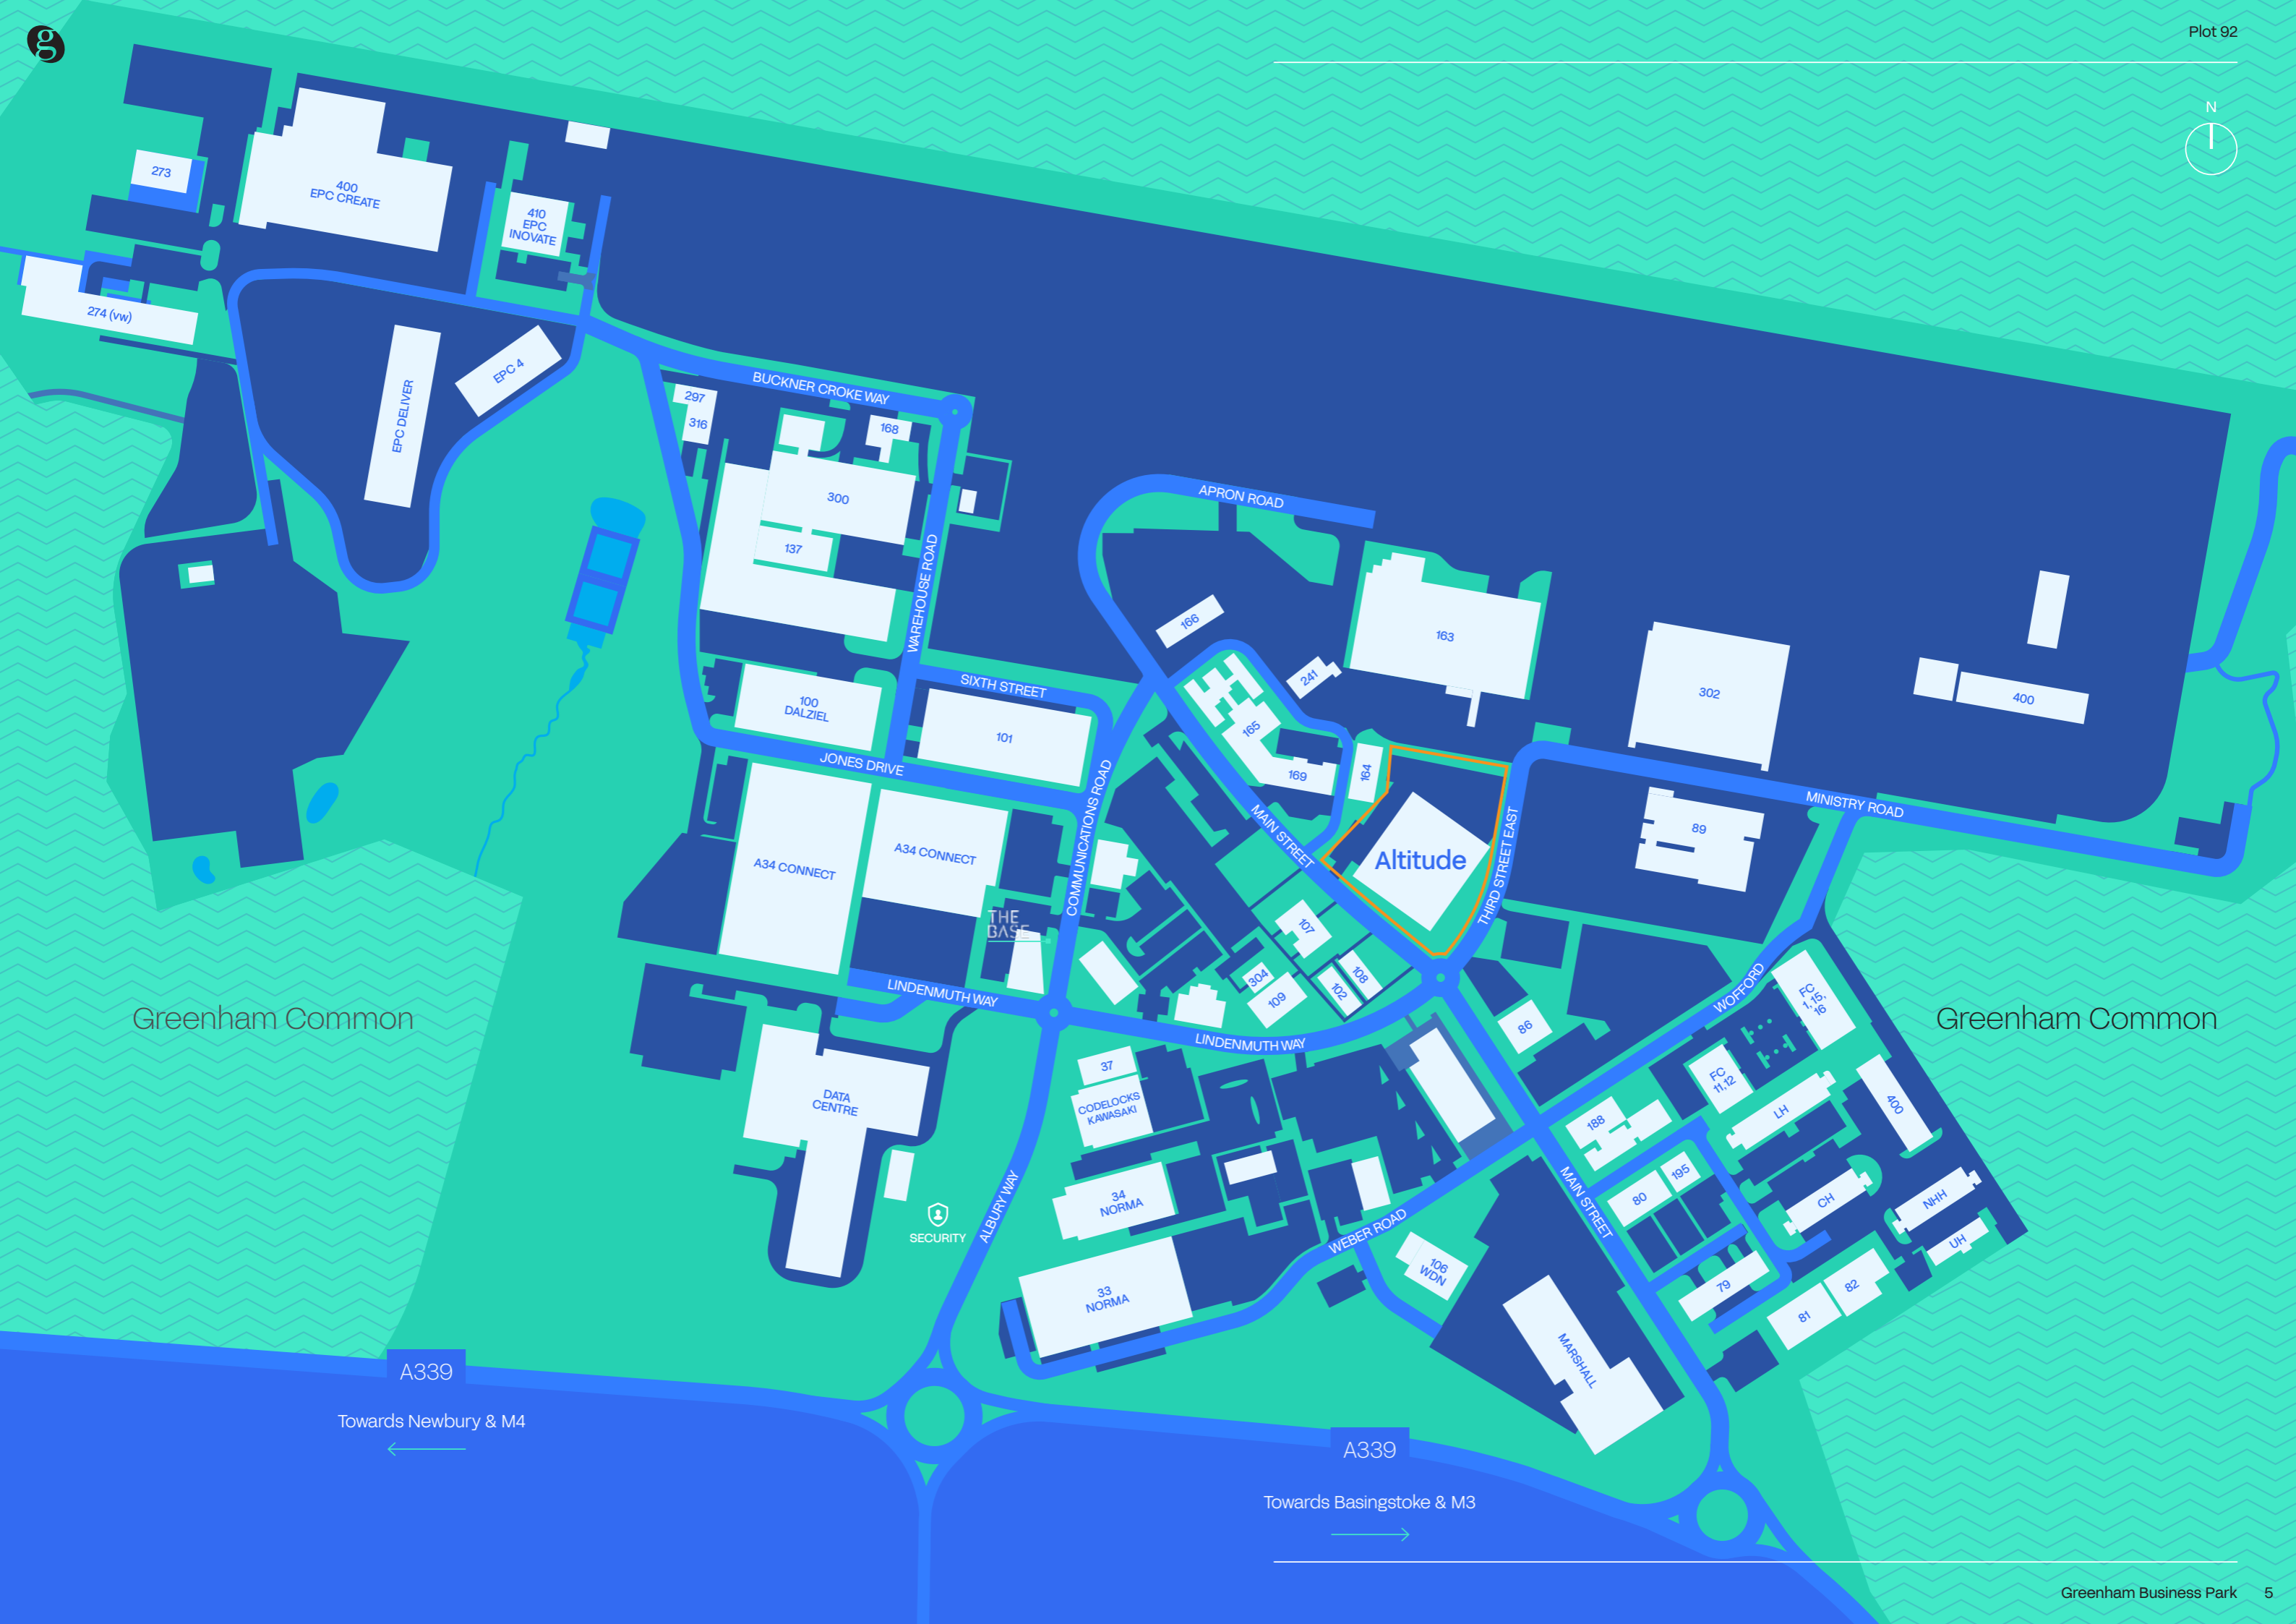 g
Plot 92
N
273
400
EPC CREATE
410
EPC
INOVATE
274 (vw)
EPC DELIVER
EPC 4
BUCKNER CROKE WAY
297
316
168
300
137
WAREHOUSE ROAD
APRON ROAD
166
163
241
302
400
SIXTH STREET
100
DALZIEL
101
JONES DRIVE
165
169
164
MAIN STREET
Altitude
THIRD STREET EAST
MINISTRY ROAD
89
A34 CONNECT
A34 CONNECT
COMMUNICATIONS ROAD
THE
BASE
107
304
109
108
102
LINDENMUTH WAY
LINDENMUTH WAY
86
WOFFORD
FC
1, 15,
16
FC
11,12
LH
400
Greenham Common
Greenham Common
DATA
CENTRE
37
CODELOCKS
KAWASAKI
188
195
80
CH
NHH
UH
MAIN STREET
34
NORMA
SECURITY
ALBURY WAY
WEBER ROAD
106
WDN
79
82
81
33
NORMA
MARSHALL
A339
Towards Newbury & M4
A339
Towards Basingstoke & M3
Greenham Business Park 5